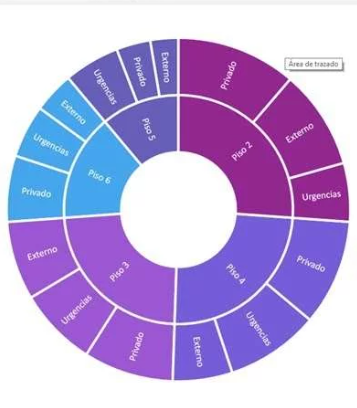 Área de trazado
Piso 2
Privado
Externo
Urgencias
Piso 4
Privado
Urgencias
Externo
Piso 3
Privado
Urgencias
Externo
Piso 6
Privado
Urgencias
Externo
Piso 5
Urgencias
Privado
Externo